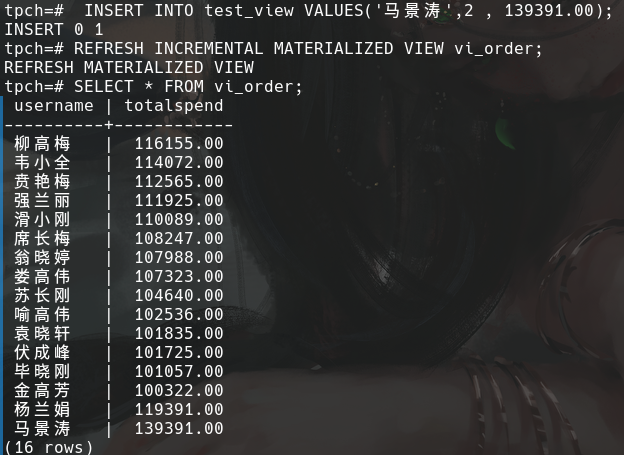 tpch=#  INSERT INTO test_view VALUES('马景涛',2 , 139391.00);
INSERT 0 1
tpch=# REFRESH INCREMENTAL MATERIALIZED VIEW vi_order;
REFRESH MATERIALIZED VIEW
tpch=# SELECT * FROM vi_order;
 username | totalspend
----------+------------
 柳高梅   |  116155.00
 韦小全   |  114072.00
 贲艳梅   |  112565.00
 强兰丽   |  111925.00
 滑小刚   |  110089.00
 席长梅   |  108247.00
 翁晓婷   |  107988.00
 娄高伟   |  107323.00
 苏长刚   |  104640.00
 喻高伟   |  102536.00
 袁晓轩   |  101835.00
 伏成峰   |  101725.00
 毕晓刚   |  101057.00
 金高芳   |  100322.00
 杨兰娟   |  119391.00
 马景涛   |  139391.00
(16 rows)